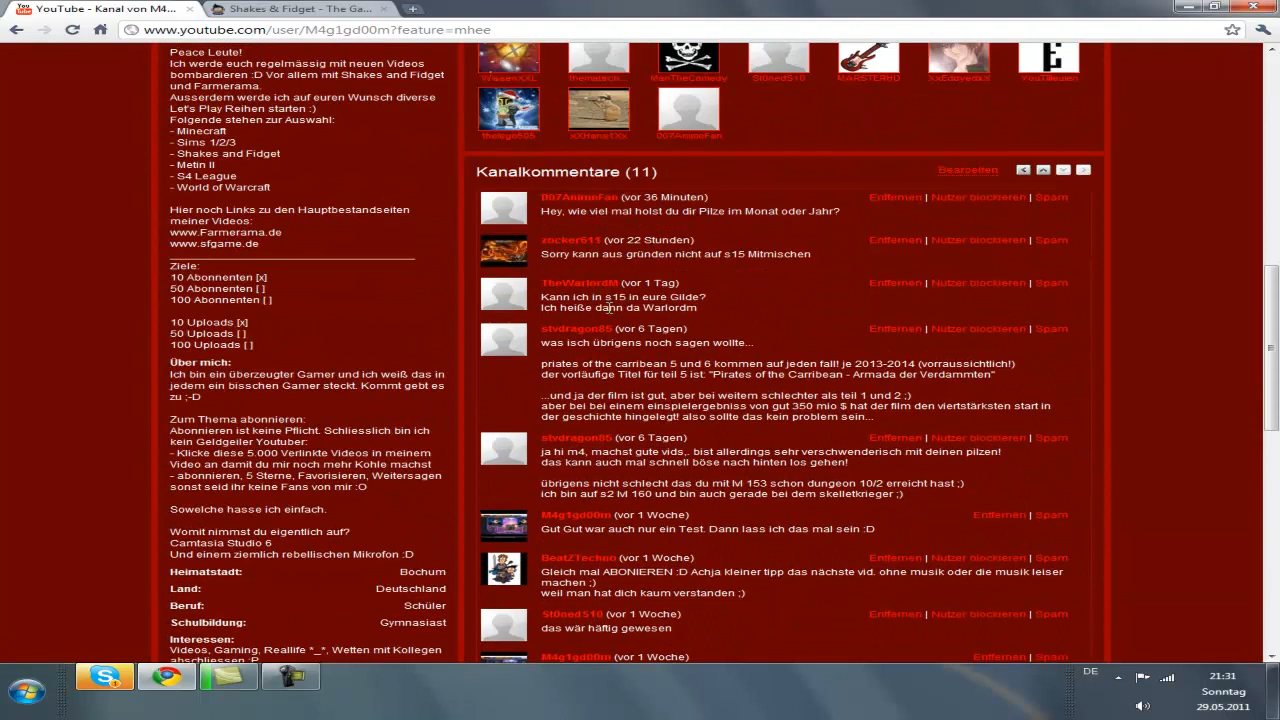 YouTube - Kanal von M4...
Shakes & Fidget - The Ga...
www.youtube.com/user/M4g1gd00m?feature=mhee
Peace Leute!
Ich werde euch regelmässig mit neuen Videos
bombardieren :D Vor allem mit Shakes and Fidget
und Farmerama.
Ausserdem werde ich auf euren Wunsch diverse
Let's Play Reihen starten :)
Folgende stehen zur Auswahl:
- Minecraft
- Sims 1/2/3
- Shakes and Fidget
- Metin II
- S4 League
- World of Warcraft
Hier noch Links zu den Hauptbestandseiten
meiner Videos:
www.Farmerama.de
www.sfgame.de
Ziele:
10 Abonnenten [x]
50 Abonnenten [ ]
100 Abonnenten [ ]
10 Uploads [x]
50 Uploads [ ]
100 Uploads [ ]
Über mich:
Ich bin ein überzeugter Gamer und ich weiß das in
jedem ein bisschen Gamer steckt. Kommt gebt es
zu ;-D
Zum Thema abonnieren:
Abonnieren ist keine Pflicht. Schliesslich bin ich
kein Geldgeiler Youtuber:
- Klicke diese 5.000 Verlinkte Videos in meinem
Video an damit du mir noch mehr Kohle machst
- abonnieren, 5 Sterne, Favorisieren, Weitersagen
sonst seid ihr keine Fans von mir :O
Sowelche hasse ich einfach.
Womit nimmst du eigentlich auf?
Camtasia Studio 6
Und einem ziemlich rebellischen Mikrofon :D
Heimatstadt: Bochum
Land: Deutschland
Beruf: Schüler
Schulbildung: Gymnasiast
Interessen:
Videos, Gaming, Reallife *_*, Wetten mit Kollegen
abschliessen :P
WisaanXXL thematisch... ManTheComedy St0nedS10 MARSTERHD XxEddyemxX
007AnimeFan
Kanalkommentare (11) Bearbeiten
007AnimeFan (vor 36 Minuten) Entfernen | Nutzer blockieren | Spam
Hey, wie viel mal holst du dir Pilze im Monat oder Jahr?
zocker611 (vor 22 Stunden) Entfernen | Nutzer blockieren | Spam
Sorry kann aus gründen nicht auf s15 Mitmischen
TheWarlordM (vor 1 Tag) Entfernen | Nutzer blockieren | Spam
Kann ich in s15 in eure Gilde?
Ich heiße dann da Warlordm
stvdragon85 (vor 6 Tagen) Entfernen | Nutzer blockieren | Spam
was isch übrigens noch sagen wollte...
priates of the carribean 5 und 6 kommen auf jeden fall! je 2013-2014 (vorraussichtlich!)
der vorläufige Titel für teil 5 ist: "Pirates of the Carribean - Armada der Verdammten"
...und ja der film ist gut, aber bei weitem schlechter als teil 1 und 2 ;)
aber bei bei einem einspielergebniss von gut 350 mio $ hat der film den viertstärksten start in
der geschichte hingelegt! also sollte das kein problem sein...
stvdragon85 (vor 6 Tagen) Entfernen | Nutzer blockieren | Spam
ja hi m4, machst gute vids,. bist allerdings sehr verschwenderisch mit deinen pilzen!
das kann auch mal schnell böse nach hinten los gehen!
übrigens nicht schlecht das du mit lvl 153 schon dungeon 10/2 erreicht hast ;)
ich bin auf s2 lvl 160 und bin auch gerade bei dem skelletkrieger ;)
M4g1gd00m (vor 1 Woche) Entfernen | Spam
Gut Gut war auch nur ein Test. Dann lass ich das mal sein :D
BeatZTechno (vor 1 Woche) Entfernen | Nutzer blockieren | Spam
Gleich mal ABONIEREN :D Achja kleiner tipp das nächste vid. ohne musik oder die musik leiser
machen ;)
weil man hat dich kaum verstanden ;)
St0nedS10 (vor 1 Woche) Entfernen | Nutzer blockieren | Spam
das wär häftig gewesen
M4g1gd00m (vor 1 Woche) Entfernen | Spam
DE
21:31
Sonntag
29.05.2011